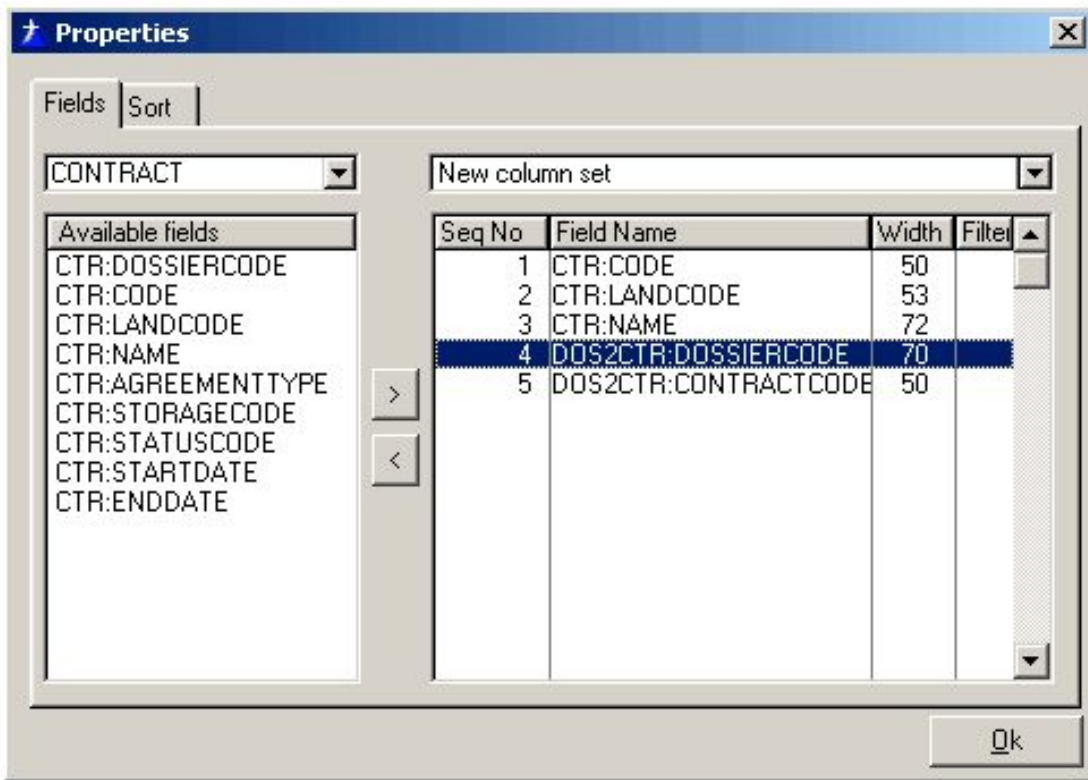 Properties
Fields Sort
CONTRACT
New column set
Available fields
CTR:DOSSIERCODE
CTR:CODE
CTR:LANDCODE
CTR:NAME
CTR:AGREEMENTTYPE
CTR:STORAGECODE
CTR:STATUSCODE
CTR:STARTDATE
CTR:ENDDATE
>
<
Seq No Field Name Width Filter
1 CTR:CODE 50
2 CTR:LANDCODE 53
3 CTR:NAME 72
4 DOS2CTR:DOSSIERCODE 70
5 DOS2CTR:CONTRACTCODE 50
Ok